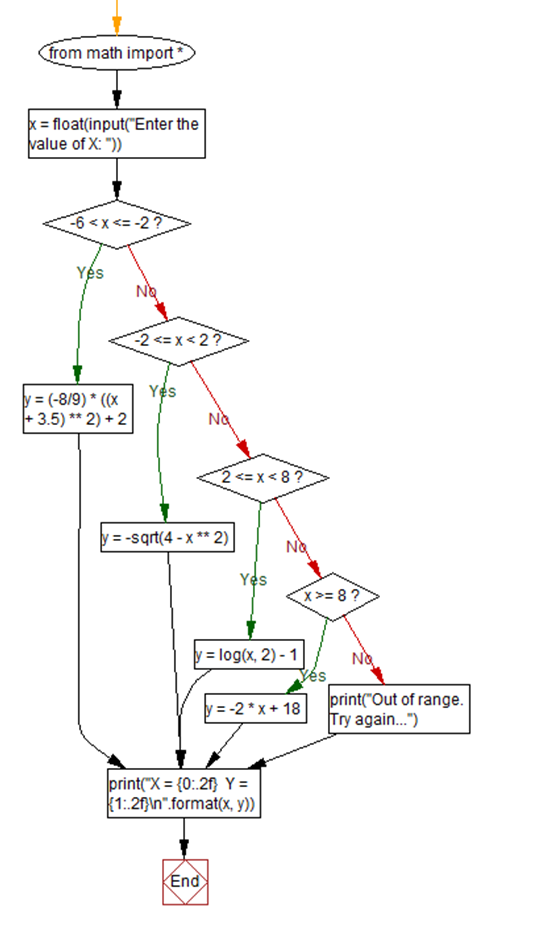 from math import *
x = float(input("Enter the
value of X: "))
-6 < x <= -2 ?
Yes
No
-2 <= x < 2 ?
y = (-8/9) * ((x
+ 3.5) ** 2) + 2
Yes
No
2 <= x < 8 ?
y = -sqrt(4 - x ** 2)
Yes
No
x >= 8 ?
y = log(x, 2) - 1
Yes
No
y = -2 * x + 18
print("Out of range.
Try again...")
print("X = {0:.2f}  Y =
{1:.2f}\n".format(x, y))
End